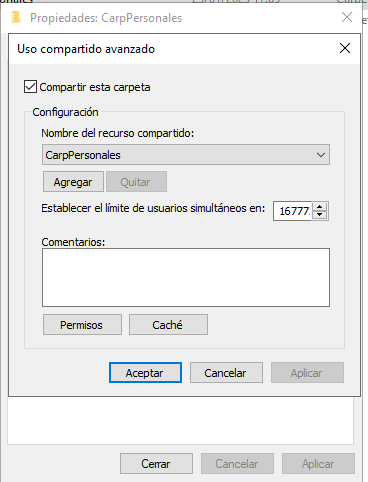 Propiedades: CarpPersonales
Uso compartido avanzado
Compartir esta carpeta
Configuración
Nombre del recurso compartido:
CarpPersonales
Agregar Quitar
Establecer el límite de usuarios simultáneos en: 16777
Comentarios:
Permisos Caché
Aceptar Cancelar Aplicar
Cerrar Cancelar Aplicar